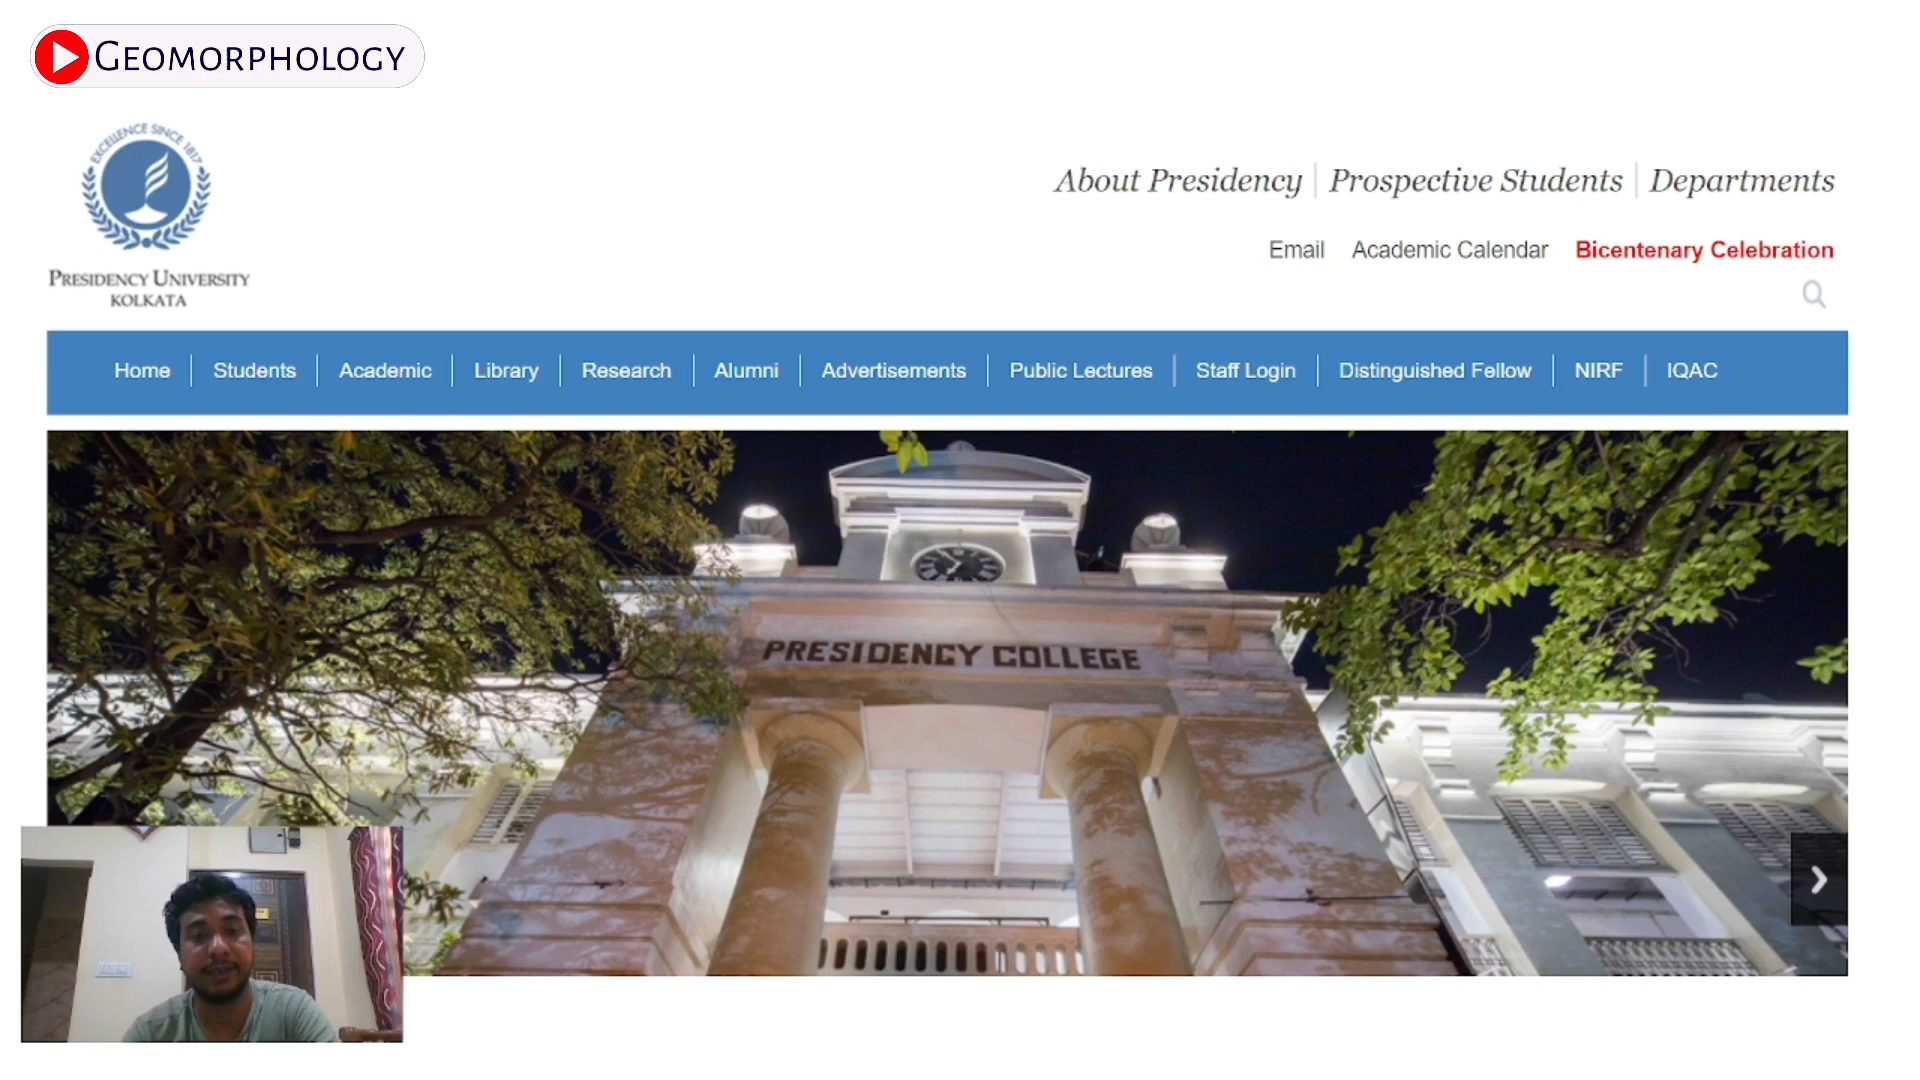 GEOMORPHOLOGY
EXCELLENCE SINCE 1817
PRESIDENCY UNIVERSITY
KOLKATA
About Presidency
Prospective Students
Departments
Email
Academic Calendar
Bicentenary Celebration
Home
Students
Academic
Library
Research
Alumni
Advertisements
Public Lectures
Staff Login
Distinguished Fellow
NIRF
IQAC
PRESIDENCY COLLEGE